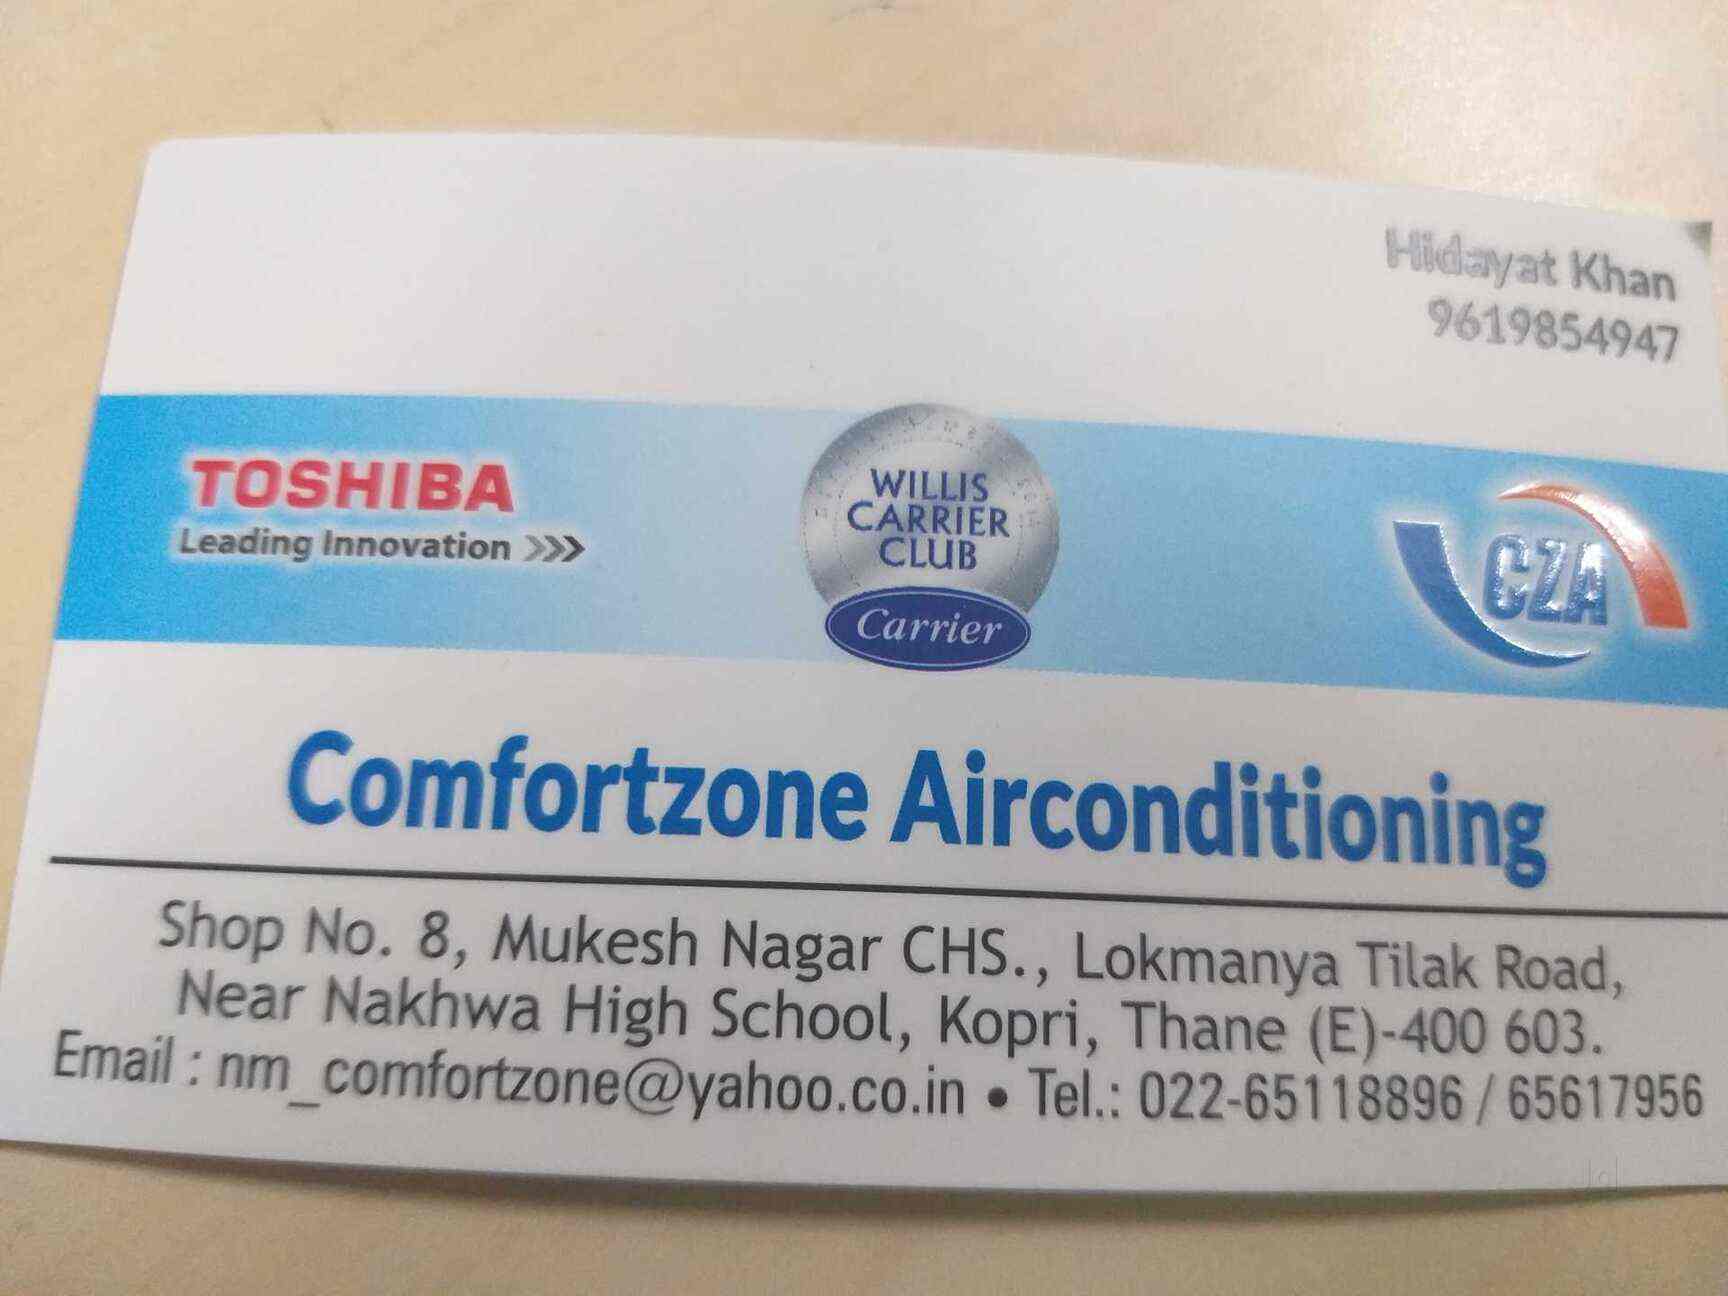 Hidayat Khan
9619854947
TOSHIBA
Leading Innovation >>>
WILLIS
CARRIER
CLUB
Carrier
CZA
Comfortzone Airconditioning
Shop No. 8, Mukesh Nagar CHS., Lokmanya Tilak Road,
Near Nakhwa High School, Kopri, Thane (E)-400 603.
Email : nm_comfortzone@yahoo.co.in • Tel.: 022-65118896 / 65617956